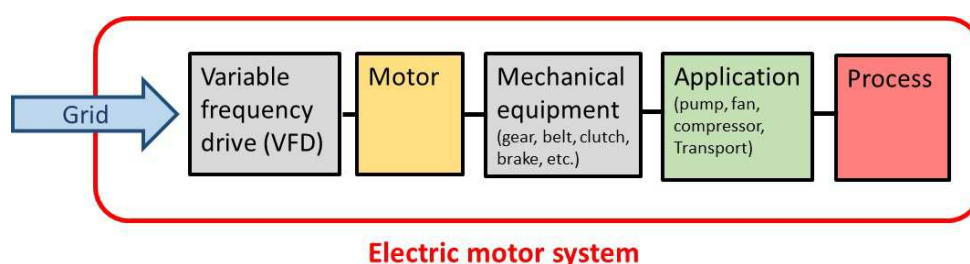 Grid
Variable
frequency
drive (VFD)
Motor
Mechanical
equipment
(gear, belt, clutch,
brake, etc.)
Application
(pump, fan,
compressor,
Transport)
Process
Electric motor system